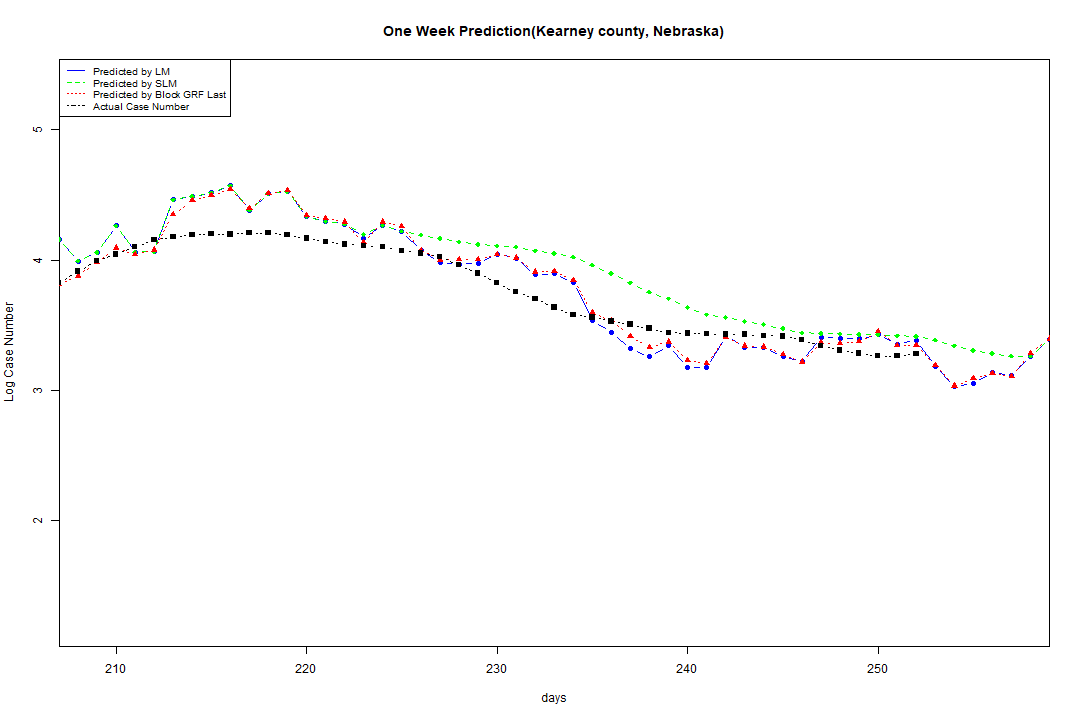 One Week Prediction(Kearney county, Nebraska)
Predicted by LM
Predicted by SLM
Predicted by Block GRF Last
Actual Case Number
5
4
3
2
Log Case Number
210 220 230 240 250
days